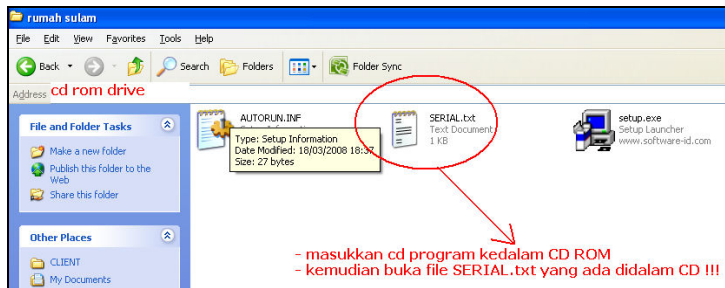 rumah sulam
File Edit View Favorites Tools Help
Back Search Folders Folder Sync
Address cd rom drive
File and Folder Tasks
Make a new folder
Publish this folder to the
Web
Share this folder
Other Places
CLIENT
My Documents
AUTORUN.INF
Type: Setup Information
Date Modified: 18/03/2008 18:37
Size: 27 bytes
SERIAL.txt
Text Document
1 KB
setup.exe
Setup Launcher
www.software-id.com
- masukkan cd program kedalam CD ROM
- kemudian buka file SERIAL.txt yang ada didalam CD !!!